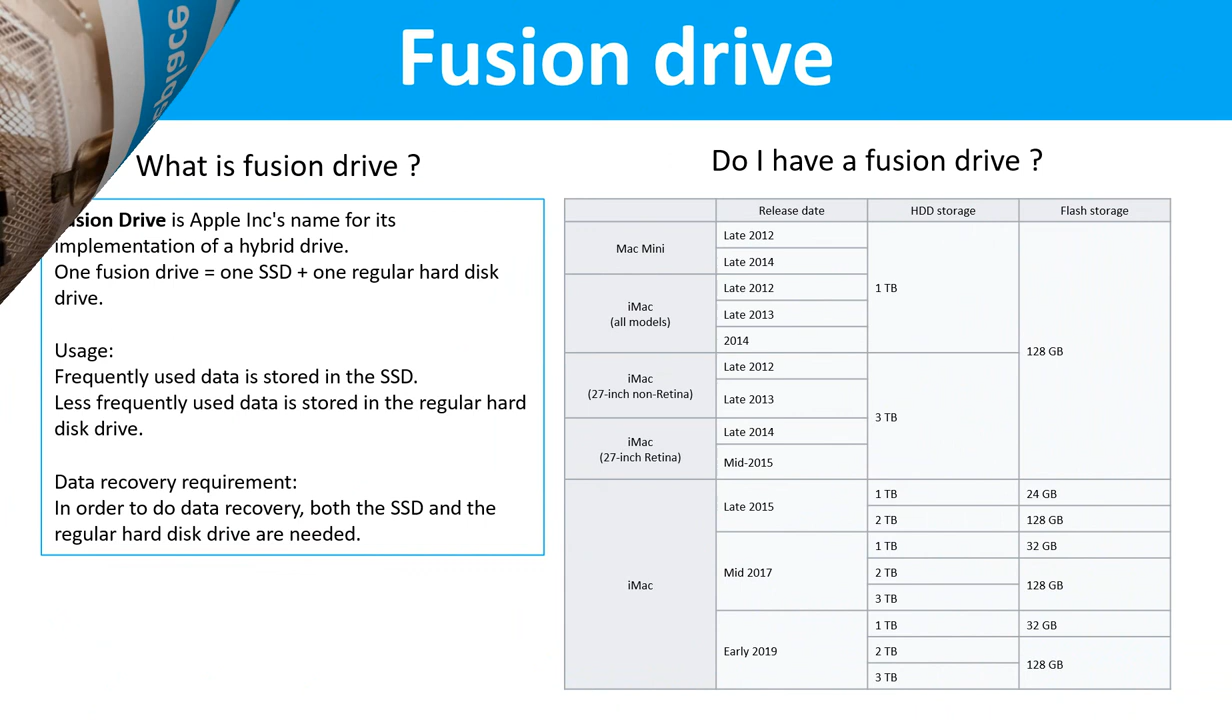 Fusion drive
What is fusion drive ?
usion Drive is Apple Inc's name for its
implementation of a hybrid drive.
One fusion drive = one SSD + one regular hard disk
drive.
Usage:
Frequently used data is stored in the SSD.
Less frequently used data is stored in the regular hard
disk drive.
Data recovery requirement:
In order to do data recovery, both the SSD and the
regular hard disk drive are needed.
Do I have a fusion drive ?
Release date HDD storage Flash storage
Mac Mini
Late 2012
Late 2014
iMac
(all models)
Late 2012
Late 2013
2014
1 TB
iMac
(27-inch non-Retina)
Late 2012
Late 2013
iMac
(27-inch Retina)
Late 2014
Mid-2015
3 TB
128 GB
iMac
Late 2015
1 TB 24 GB
2 TB 128 GB
Mid 2017
1 TB 32 GB
2 TB
3 TB
128 GB
Early 2019
1 TB 32 GB
2 TB
3 TB
128 GB